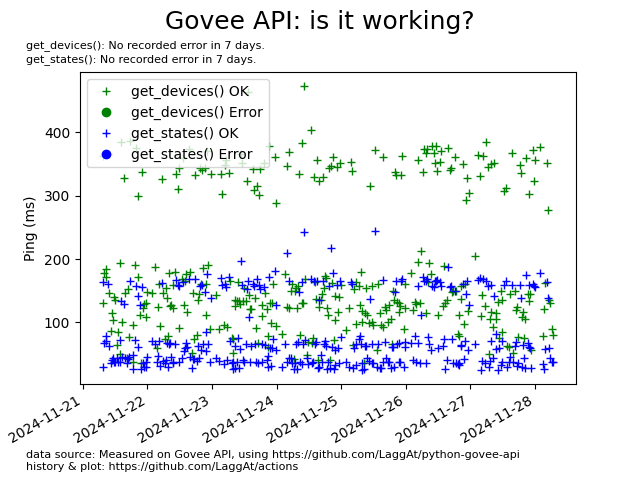 Govee API: is it working?
get_devices(): No recorded error in 7 days.
get_states(): No recorded error in 7 days.
get_devices() OK
get_devices() Error
get_states() OK
get_states() Error
Ping (ms)
400
300
200
100
2024-11-21
2024-11-22
2024-11-23
2024-11-24
2024-11-25
2024-11-26
2024-11-27
2024-11-28
data source: Measured on Govee API, using https://github.com/LaggAt/python-govee-api
history & plot: https://github.com/LaggAt/actions